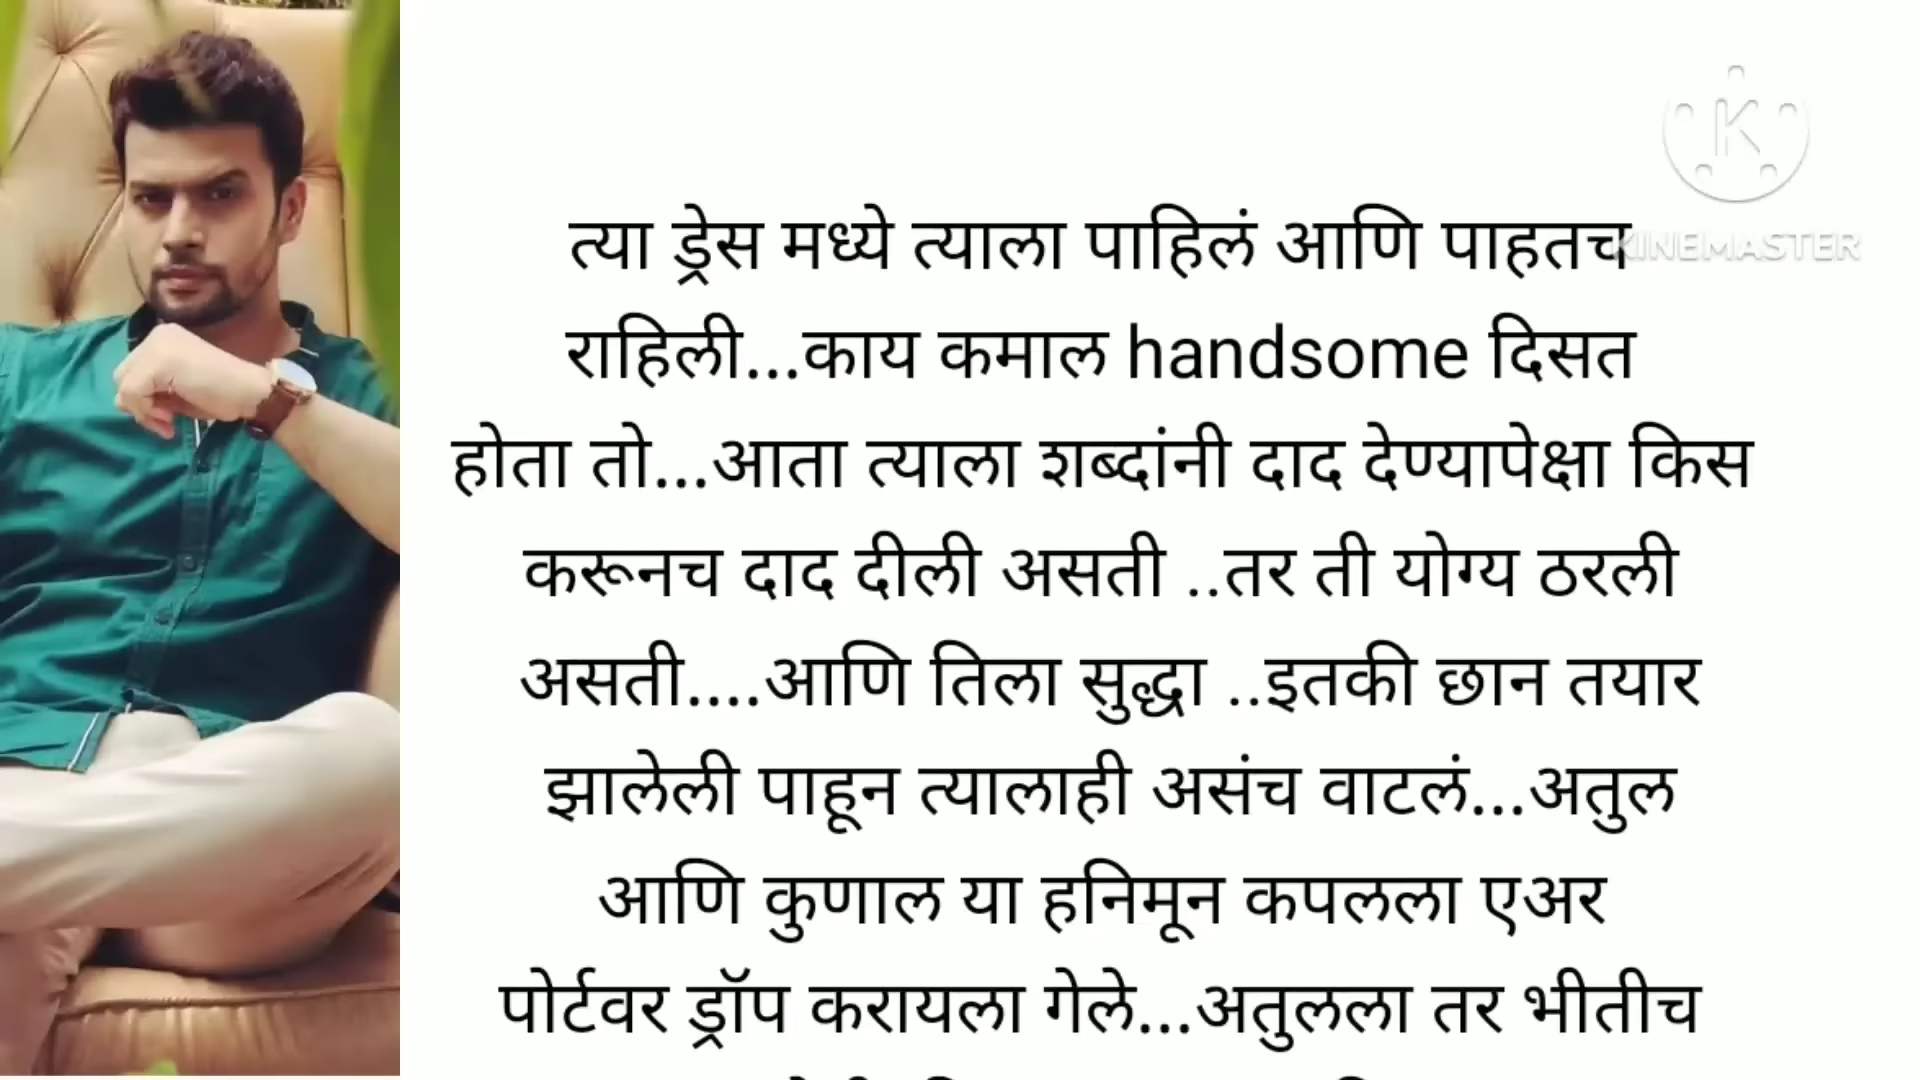 KINEMASTER
त्या ड्रेस मध्ये त्याला पाहिलं आणि पाहतच
राहिली...काय कमाल handsome दिसत
होता तो...आता त्याला शब्दांनी दाद देण्यापेक्षा किस
करूनच दाद दीली असती ..तर ती योग्य ठरली
असती....आणि तिला सुद्धा ..इतकी छान तयार
झालेली पाहून त्यालाही असंच वाटलं...अतुल
आणि कुणाल या हनिमून कपलला एअर
पोर्टवर ड्रॉप करायला गेले...अतुलला तर भीतीच